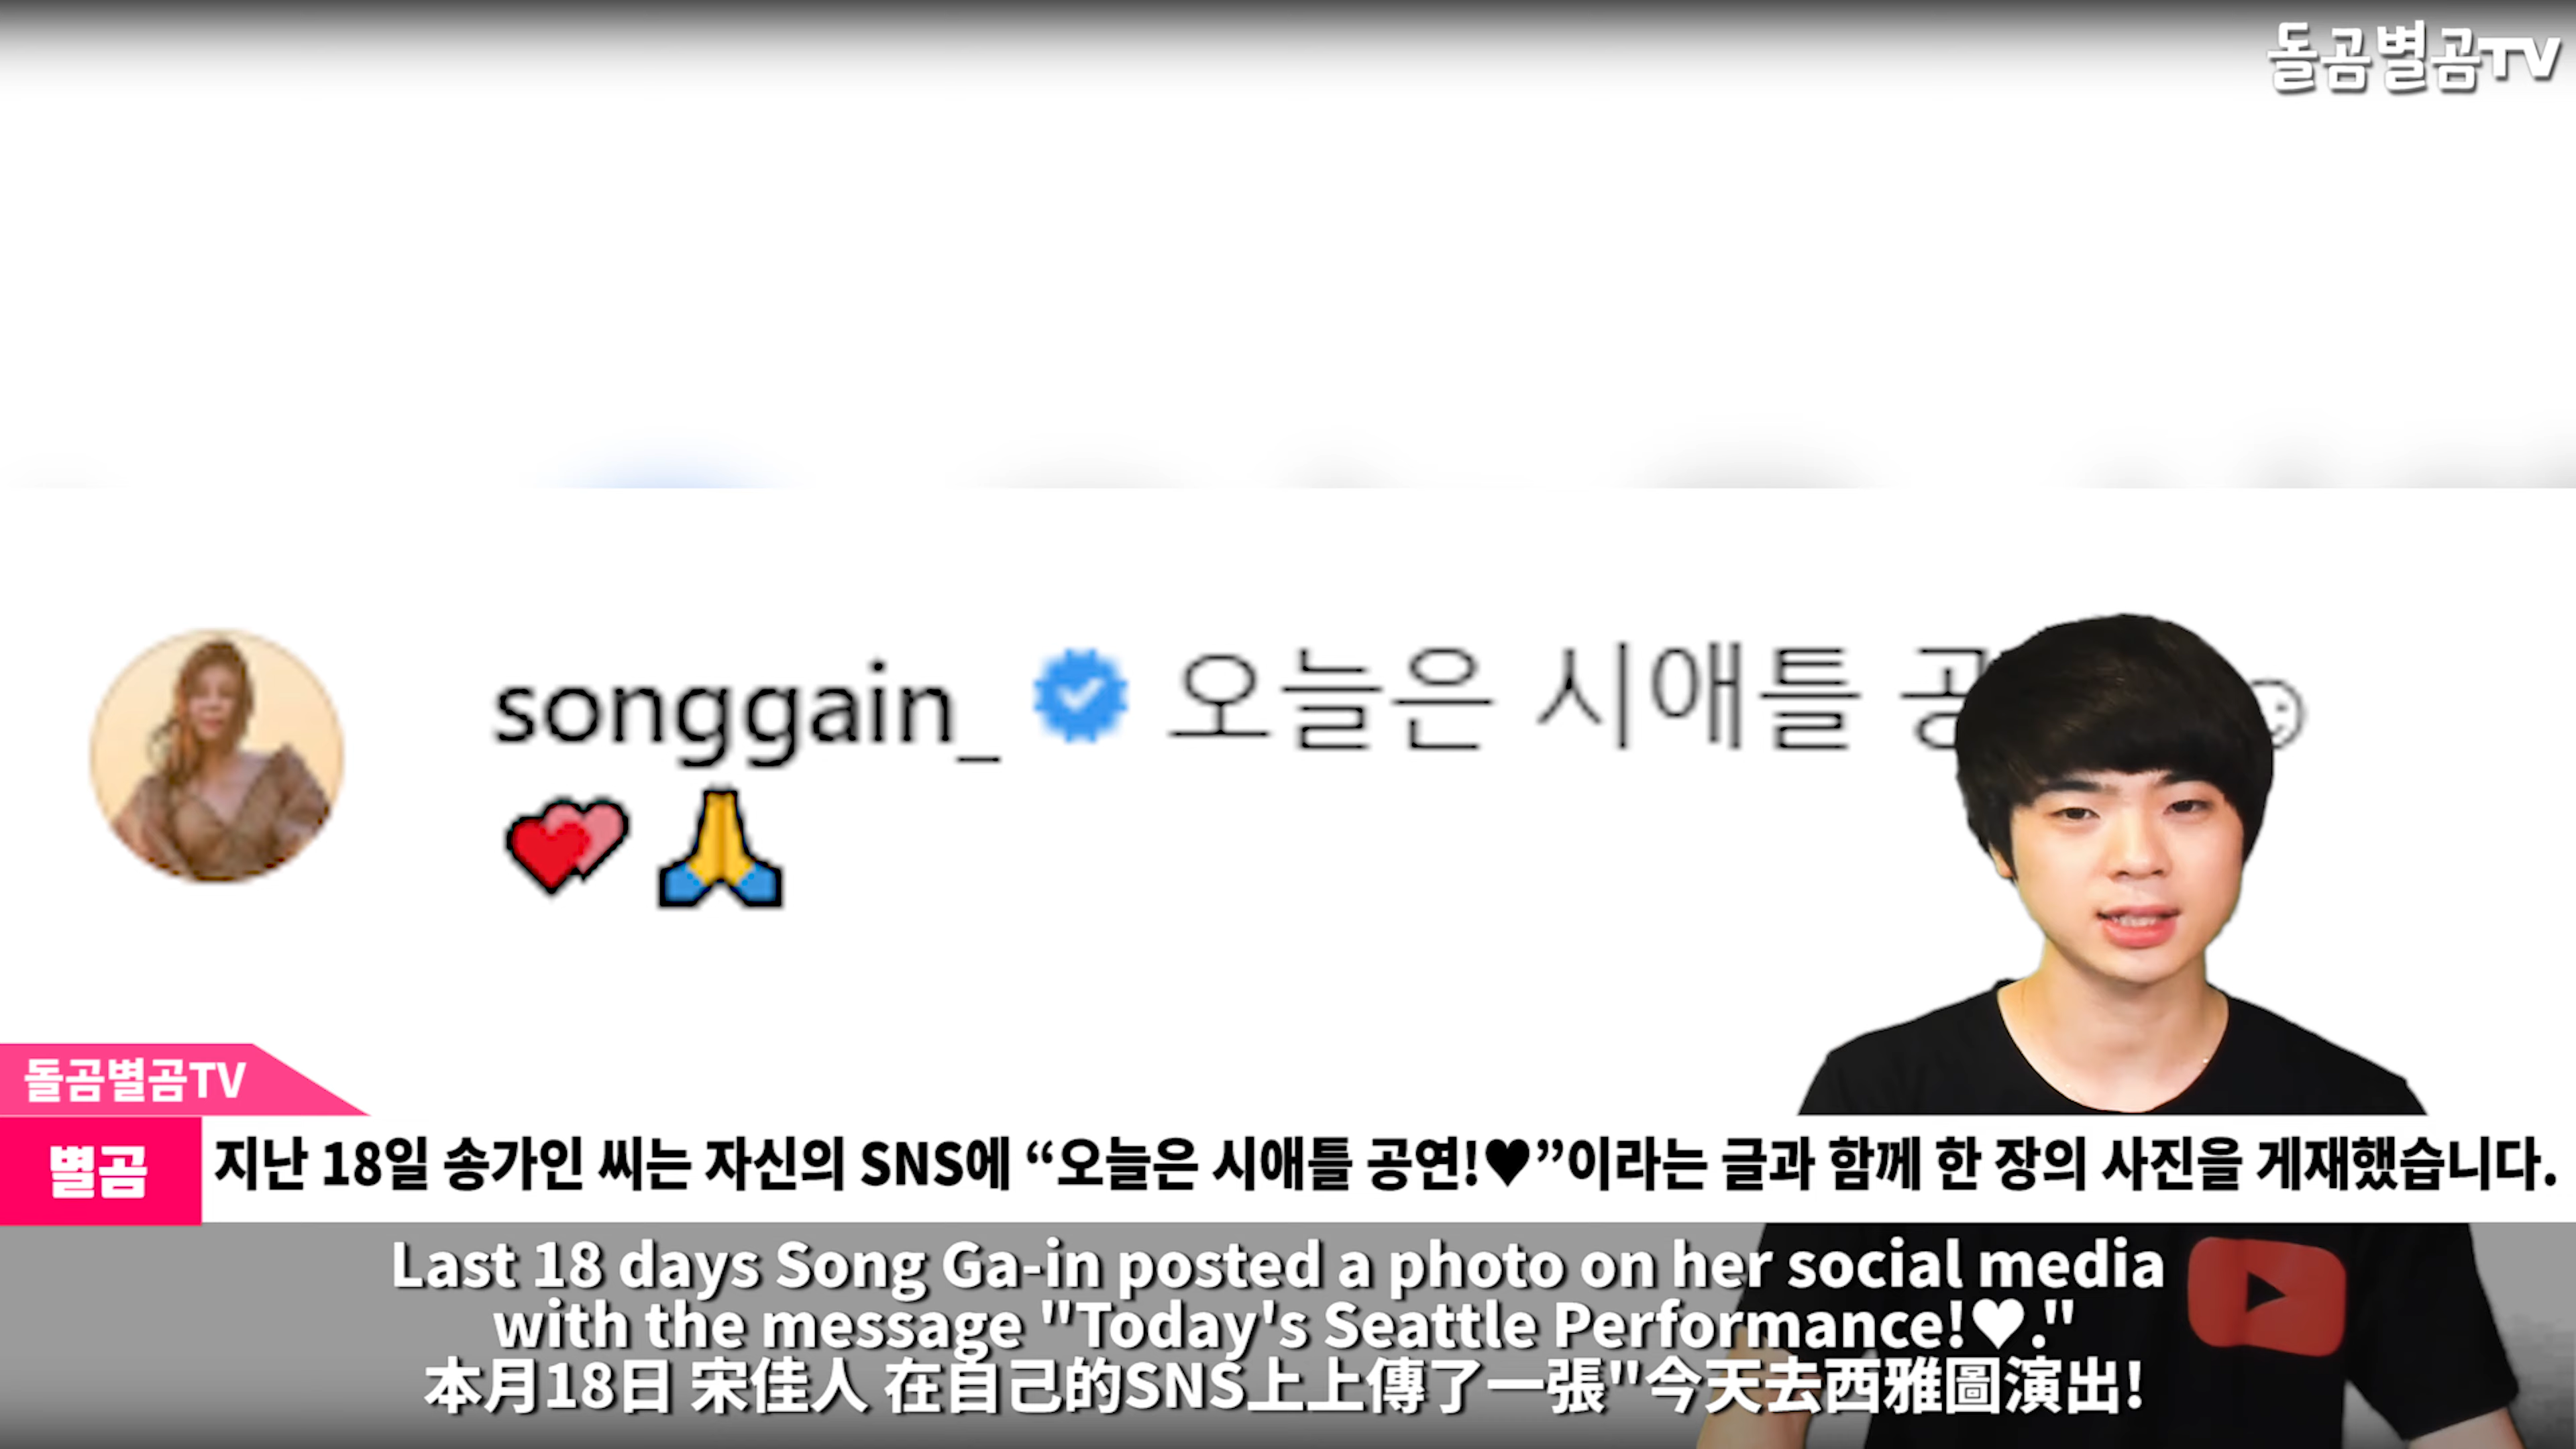 돌곰별곰TV
songgain_ 오늘은 시애틀
돌곰별곰TV
별곰
지난 18일 송가인 씨는 자신의 SNS에 “오늘은 시애틀 공연!♥”이라는 글과 함께 한 장의 사진을 게재했습니다.
Last 18 days Song Ga-in posted a photo on her social media
with the message "Today's Seattle Performance!♥."
本月18日 宋佳人 在自己的SNS上上傳了一張"今天去西雅圖演出!